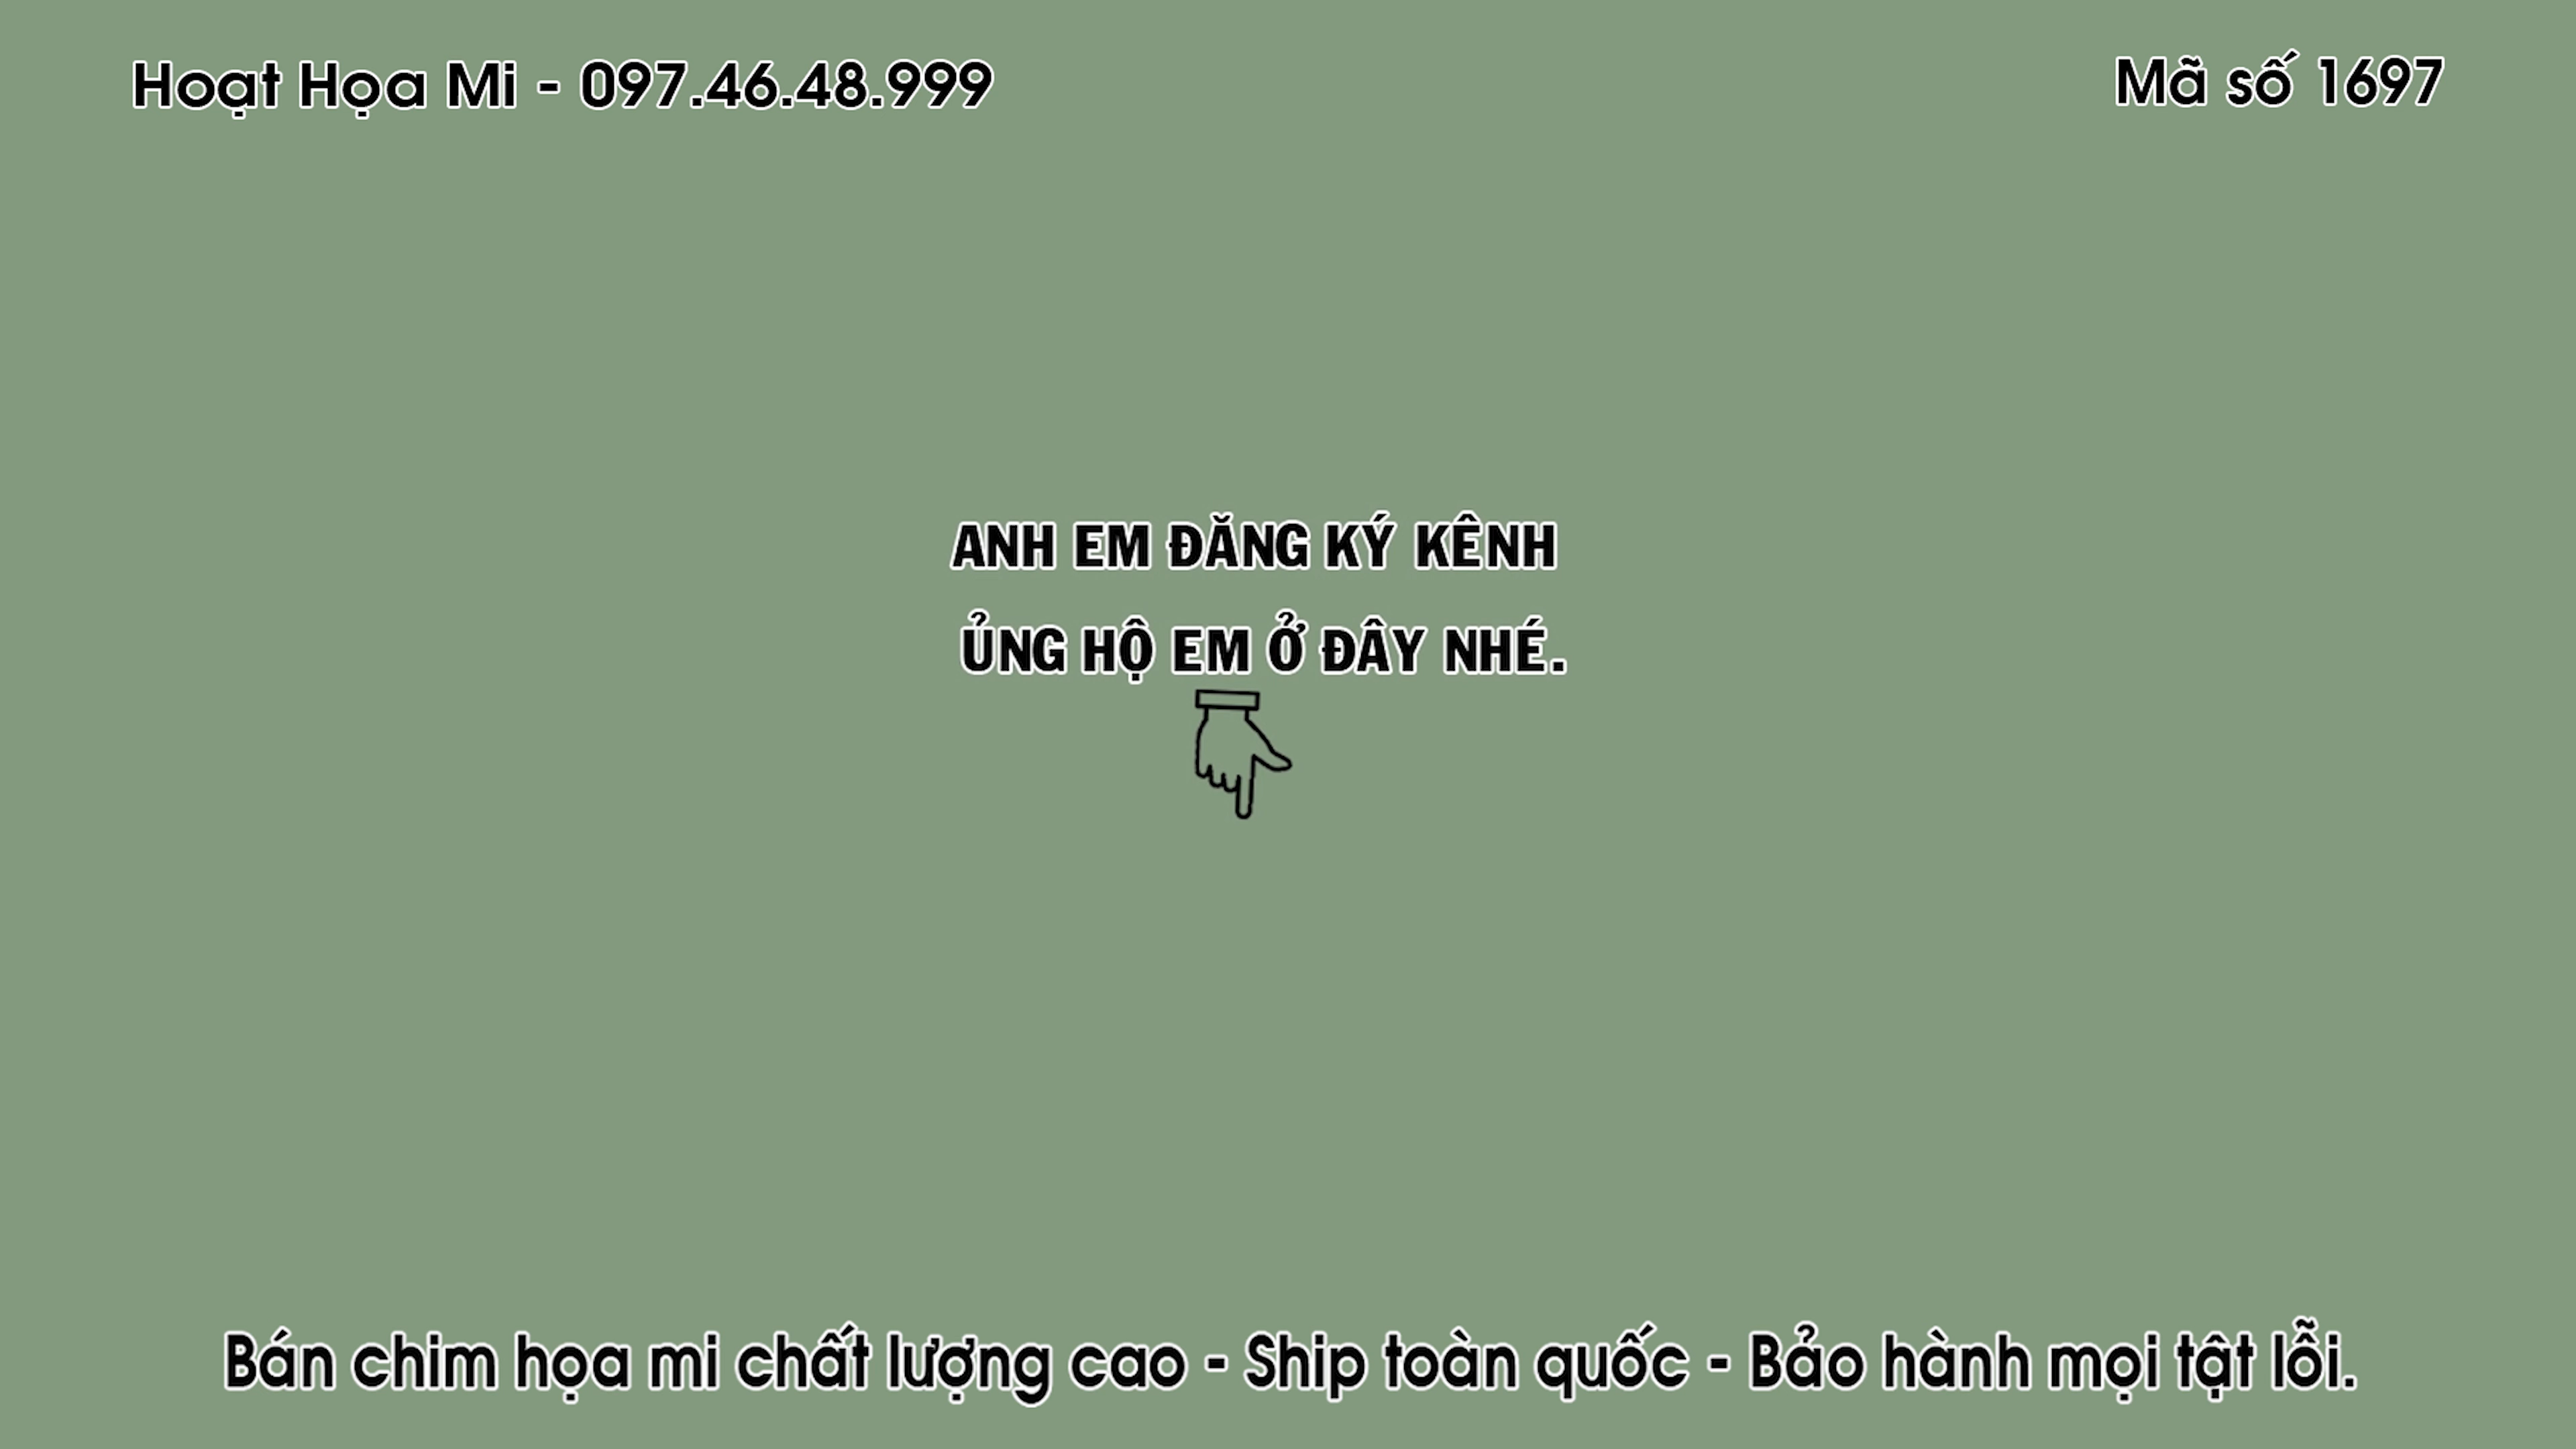 Hoạt Họa Mi - 097.46.48.999
Mã số 1697
ANH EM ĐĂNG KÝ KÊNH
ỦNG HỘ EM Ở ĐÂY NHÉ.
Bán chim họa mi chất lượng cao - Ship toàn quốc - Bảo hành mọi tật lỗi.